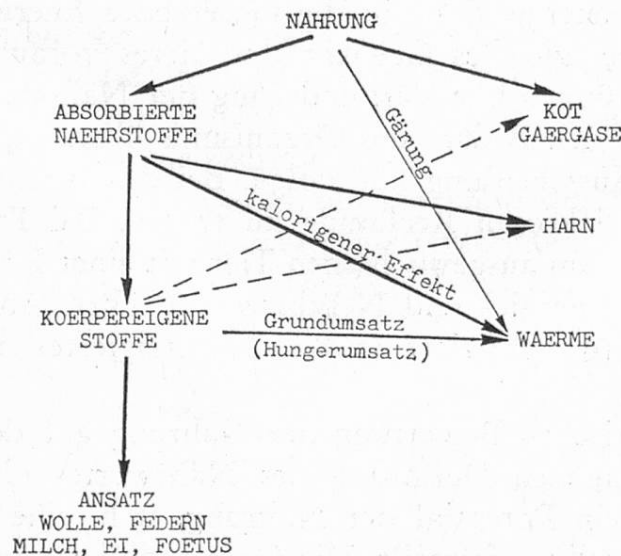 NAHRUNG
ABSORBIERTE
NAEHRSTOFFE
KOT
GAERGASE
Gärung
kalorigener Effekt
HARN
KOERPEREIGENE
STOFFE
Grundumsatz
(Hungerumsatz)
WAERME
ANSATZ
WOLLE, FEDERN
MILCH, EI, FOETUS